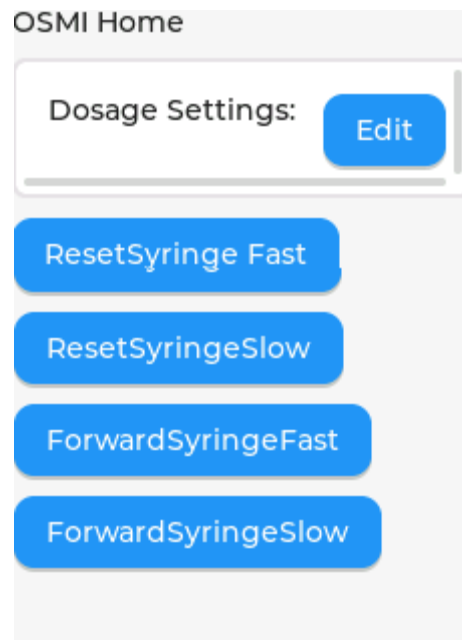 OSMI Home
Dosage Settings:
Edit
ResetSyringe Fast
ResetSyringeSlow
ForwardSyringeFast
ForwardSyringeSlow